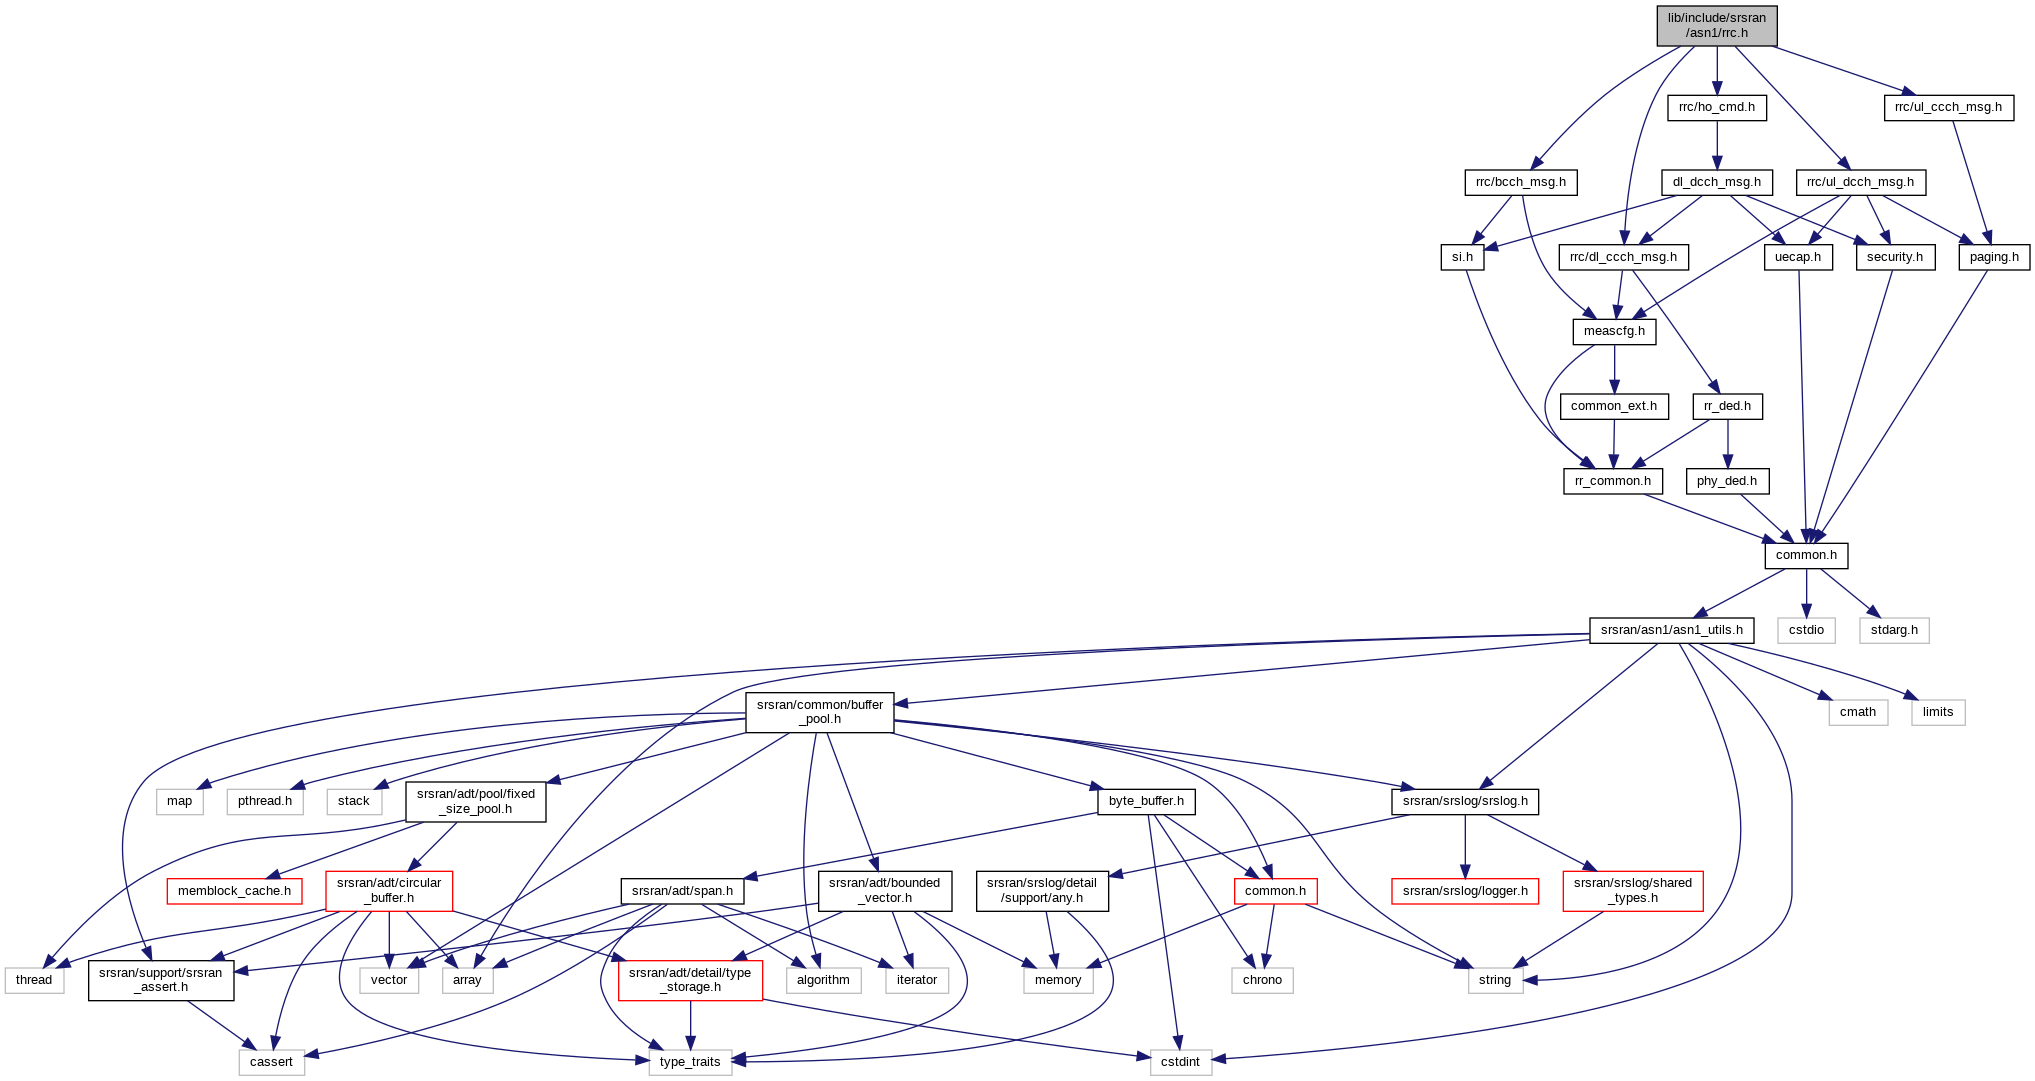 lib/include/srsran
/asn1/rrc.h
rrc/ho_cmd.h
rrc/ul_ccch_msg.h
rrc/bcch_msg.h
dl_dcch_msg.h
rrc/ul_dcch_msg.h
si.h
rrc/dl_ccch_msg.h
uecap.h
security.h
paging.h
meascfg.h
common_ext.h
rr_ded.h
rr_common.h
phy_ded.h
common.h
srsran/asn1/asn1_utils.h
cstdio
stdarg.h
srsran/common/buffer
_pool.h
cmath
limits
map
pthread.h
stack
srsran/adt/pool/fixed
_size_pool.h
byte_buffer.h
srsran/srslog/srslog.h
memblock_cache.h
srsran/adt/circular
_buffer.h
srsran/adt/span.h
srsran/adt/bounded
_vector.h
srsran/srslog/detail
/support/any.h
common.h
srsran/srslog/logger.h
srsran/srslog/shared
_types.h
thread
srsran/support/srsran
_assert.h
vector
array
srsran/adt/detail/type
_storage.h
algorithm
iterator
memory
chrono
string
cassert
type_traits
cstdint